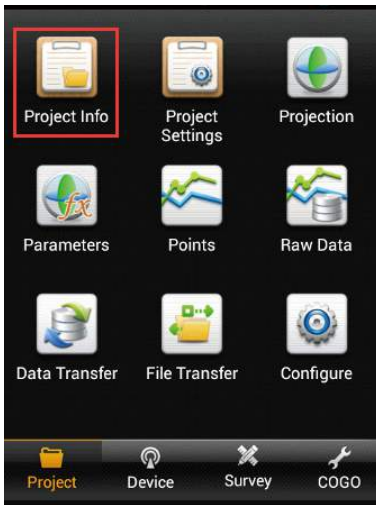 Project Info
Project
Settings
Projection
Parameters
Points
Raw Data
Data Transfer
File Transfer
Configure
Project
Device
Survey
COGO